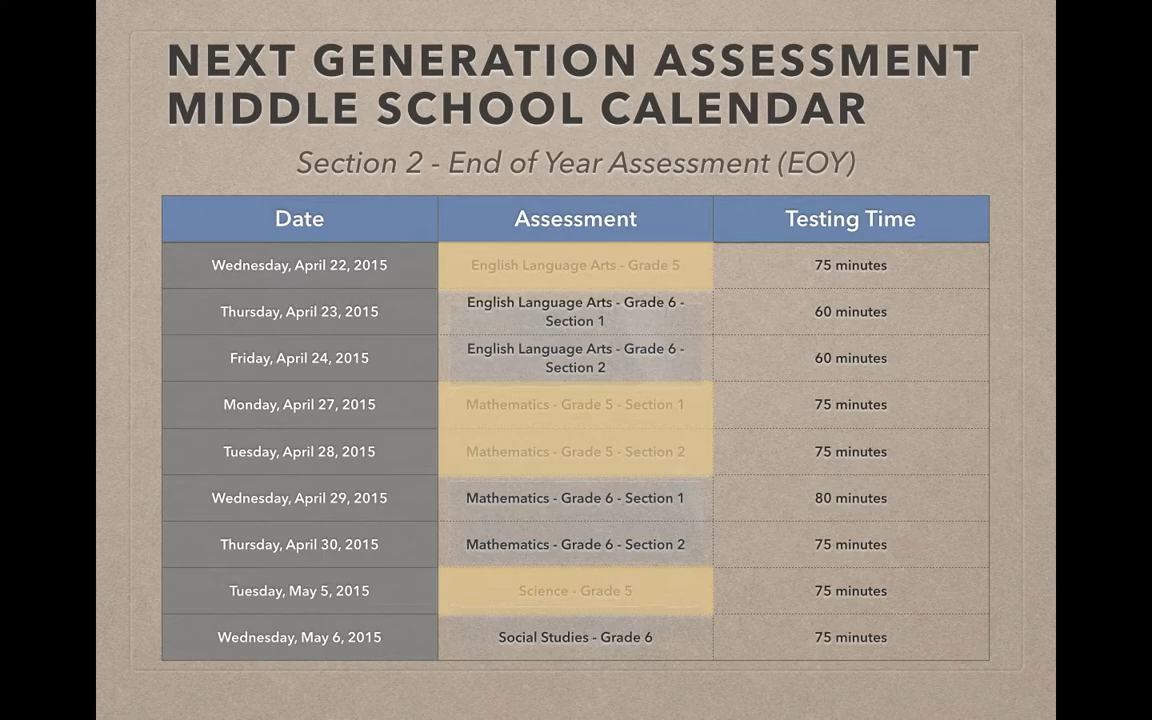 NEXT GENERATION ASSESSMENT
MIDDLE SCHOOL CALENDAR
Section 2 - End of Year Assessment (EOY)
Date Assessment Testing Time
Wednesday, April 22, 2015 English Language Arts - Grade 5 75 minutes
Thursday, April 23, 2015 English Language Arts - Grade 6 - Section 1 60 minutes
Friday, April 24, 2015 English Language Arts - Grade 6 - Section 2 60 minutes
Monday, April 27, 2015 Mathematics - Grade 5 - Section 1 75 minutes
Tuesday, April 28, 2015 Mathematics - Grade 5 - Section 2 75 minutes
Wednesday, April 29, 2015 Mathematics - Grade 6 - Section 1 80 minutes
Thursday, April 30, 2015 Mathematics - Grade 6 - Section 2 75 minutes
Tuesday, May 5, 2015 Science - Grade 5 75 minutes
Wednesday, May 6, 2015 Social Studies - Grade 6 75 minutes